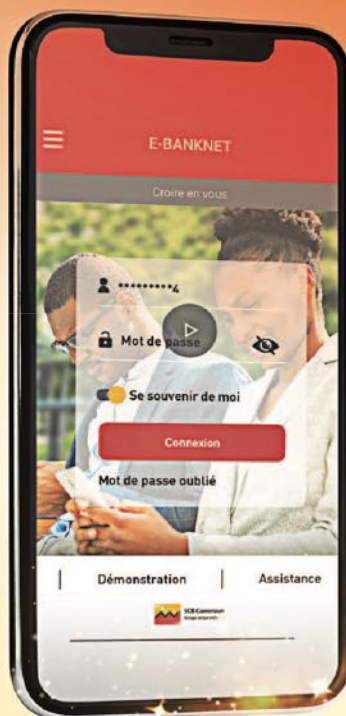 E-BANKNET
Croire en vous
*********4
Mot de passe
Se souvenir de moi
Connexion
Mot de passe oublié
| Démonstration | Assistance
SCB Cameroun